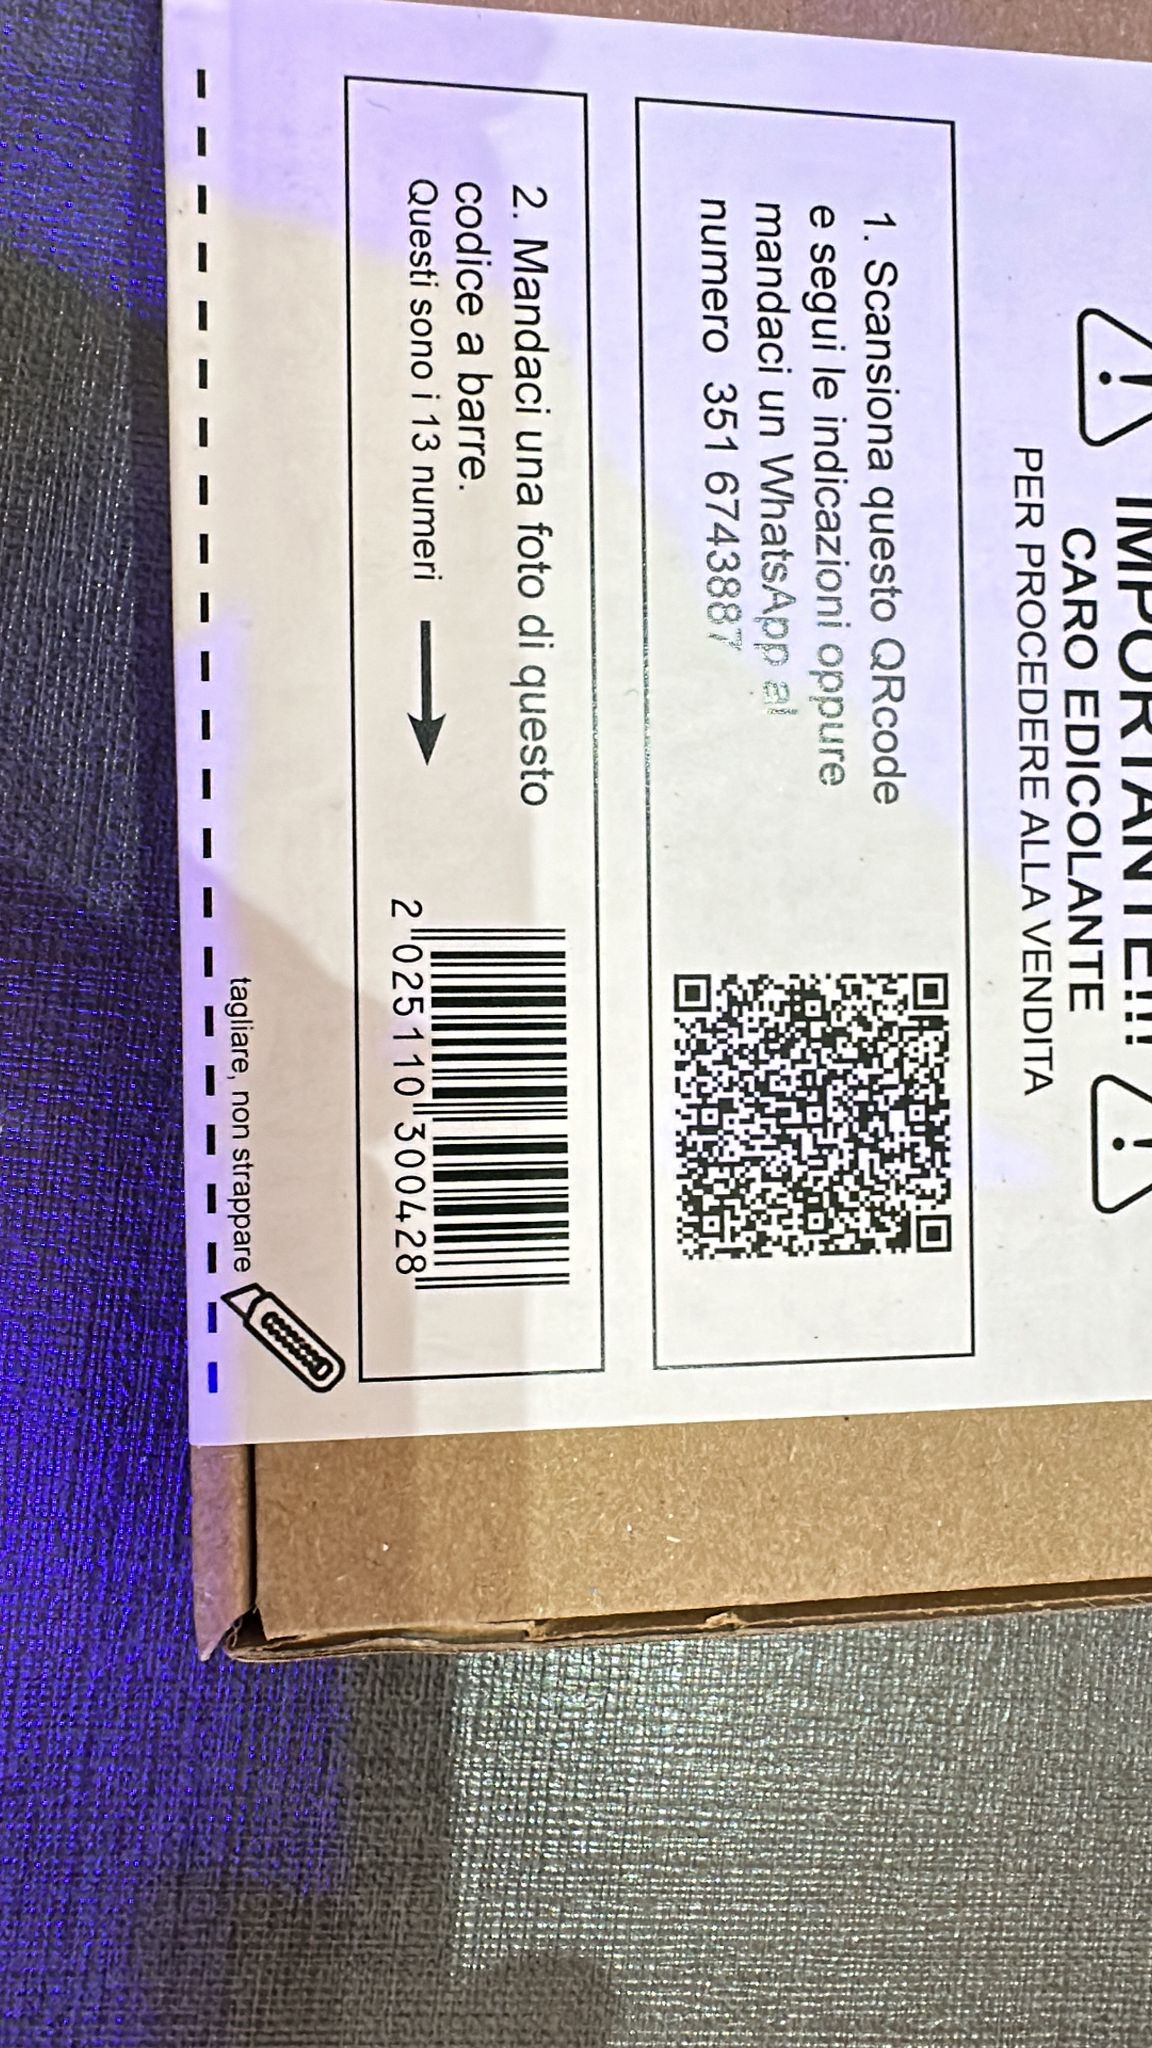 IMPORTANTE!!!
CARO EDICOLANTE
PER PROCEDERE ALLA VENDITA
1. Scansiona questo QRcode
e segui le indicazioni oppure
mandaci un WhatsApp al
numero 351 6743887
2. Mandaci una foto di questo
codice a barre.
Questi sono i 13 numeri
2 025110 300428
tagliare, non strappare